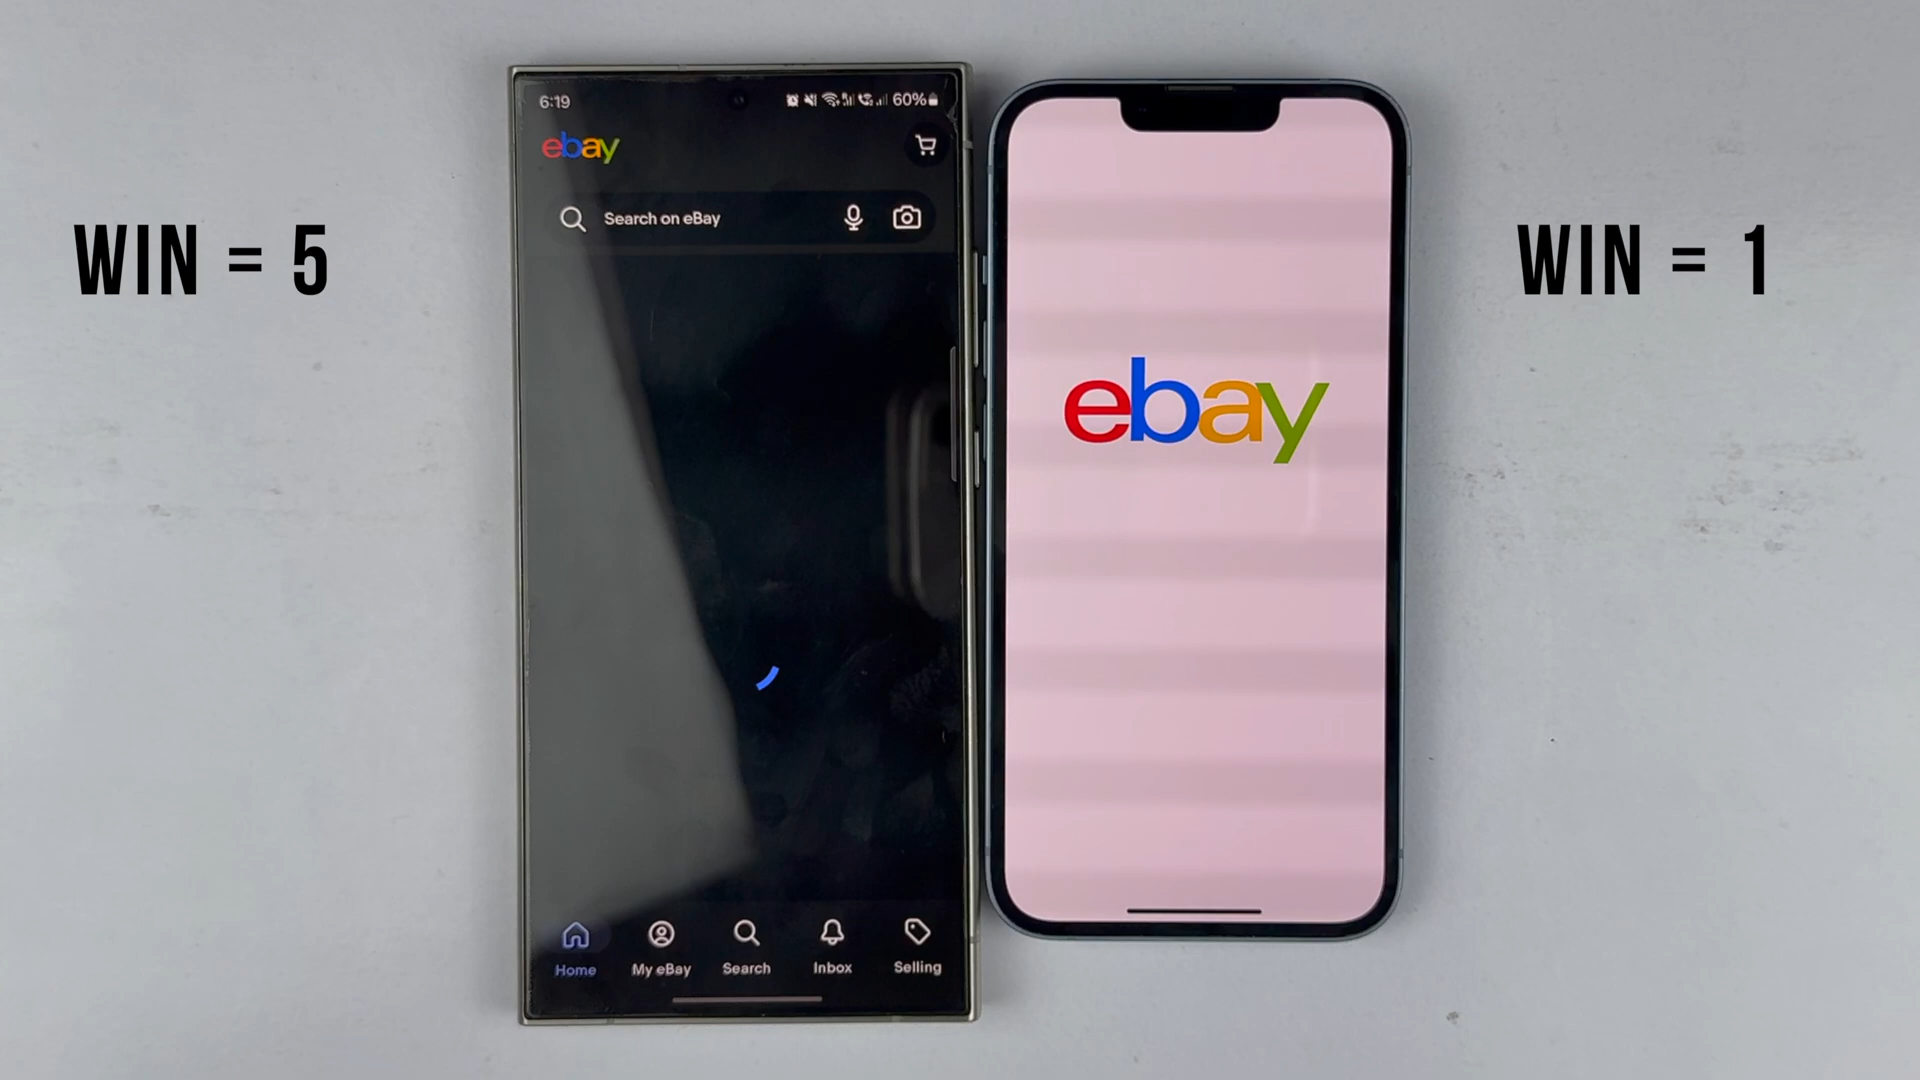 WIN = 5
WIN = 1
6:19
60%
ebay
Search on eBay
ebay
Home
My eBay
Search
Inbox
Selling